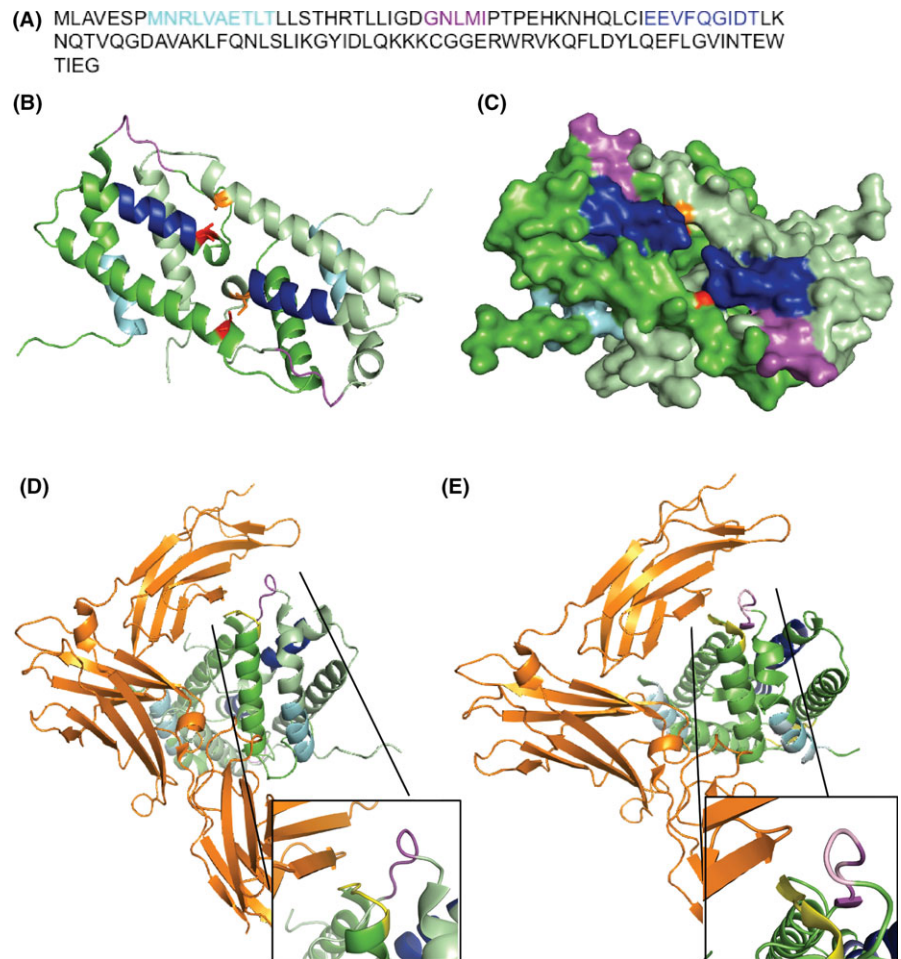 (A) MLAVESPMNRLVAETLTLLSTHRTLLIGDGNLMIPTPEHKNHQLCIEEVFQGIDTLK
NQTVQGDAVAKLFQNLSLIKGYIDLQKKKCGGERWRVKQFLDYLQEFLGVINTEW
TIEG
(B) (C)
(D) (E)